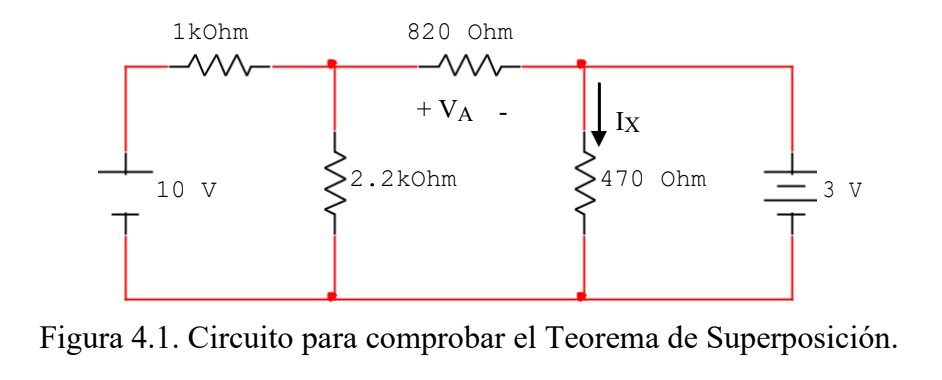 1kOhm
820 Ohm
+ VA -
IX
10 V
2.2kOhm
470 Ohm
3 V
Figura 4.1. Circuito para comprobar el Teorema de Superposición.